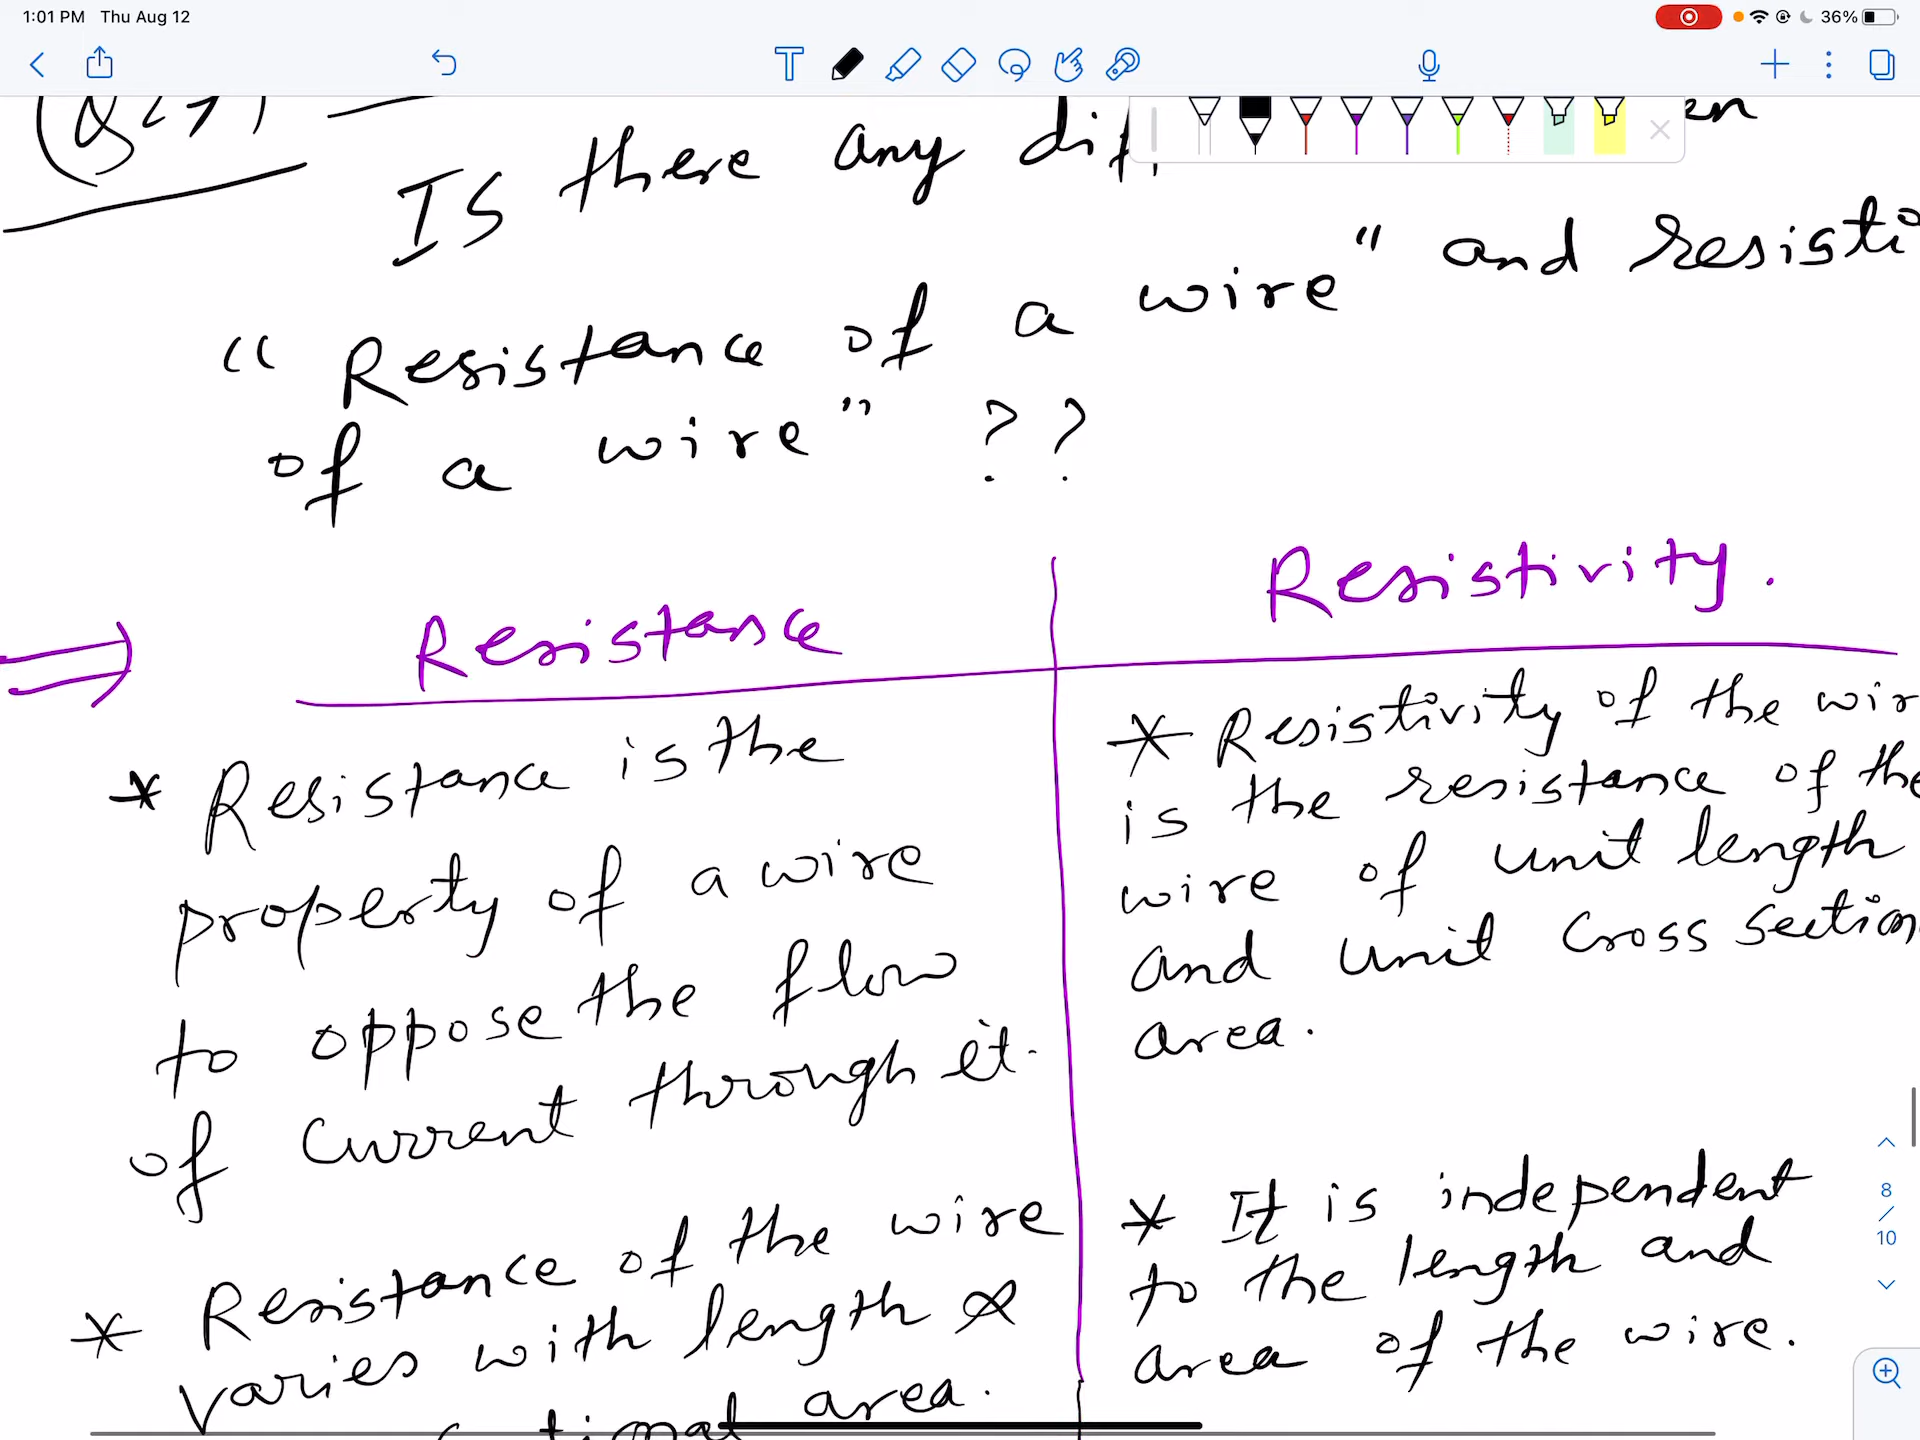 1:01 PM Thu Aug 12
36%
Is there any
"Resistance of a wire" and
of a wire" ??
Resistance
Resistivity.
* Resistance is the
property of a wire
to oppose the flow
of current through it.
* Resistance of the wire
varies with length &
area.
* Resistivity of the
is the resistance of the
wire of unit length
and unit cross section
area.
* It is independent
to the length and
area of the wire.
8
/
10